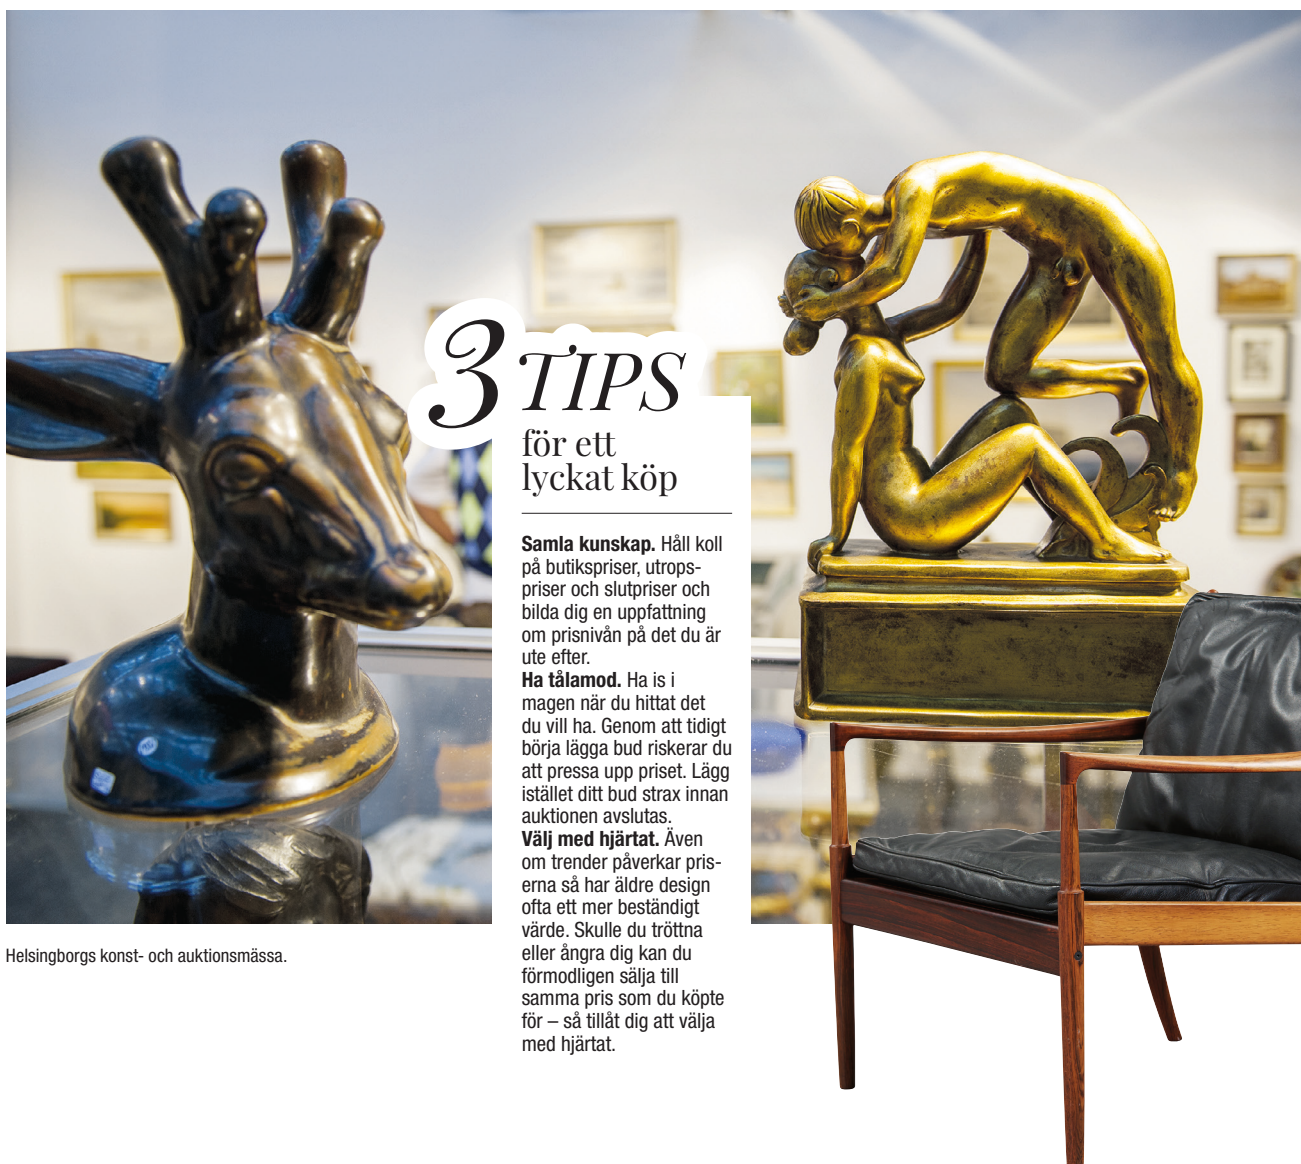 3 TIPS
för ett
lyckat köp
Samla kunskap. Håll koll
på butikspriser, utrops-
priser och slutpriser och
bilda dig en uppfattning
om prisnivån på det du är
ute efter.
Ha tålamod. Ha is i
magen när du hittat det
du vill ha. Genom att tidigt
börja lägga bud riskerar du
att pressa upp priset. Lägg
istället ditt bud strax innan
auktionen avslutas.
Välj med hjärtat. Även
om trender påverkar pris-
erna så har äldre design
ofta ett mer beständigt
värde. Skulle du tröttna
eller ångra dig kan du
förmodligen sälja till
samma pris som du köpte
för – så tillåt dig att välja
med hjärtat.
Helsingborgs konst- och auktionsmässa.